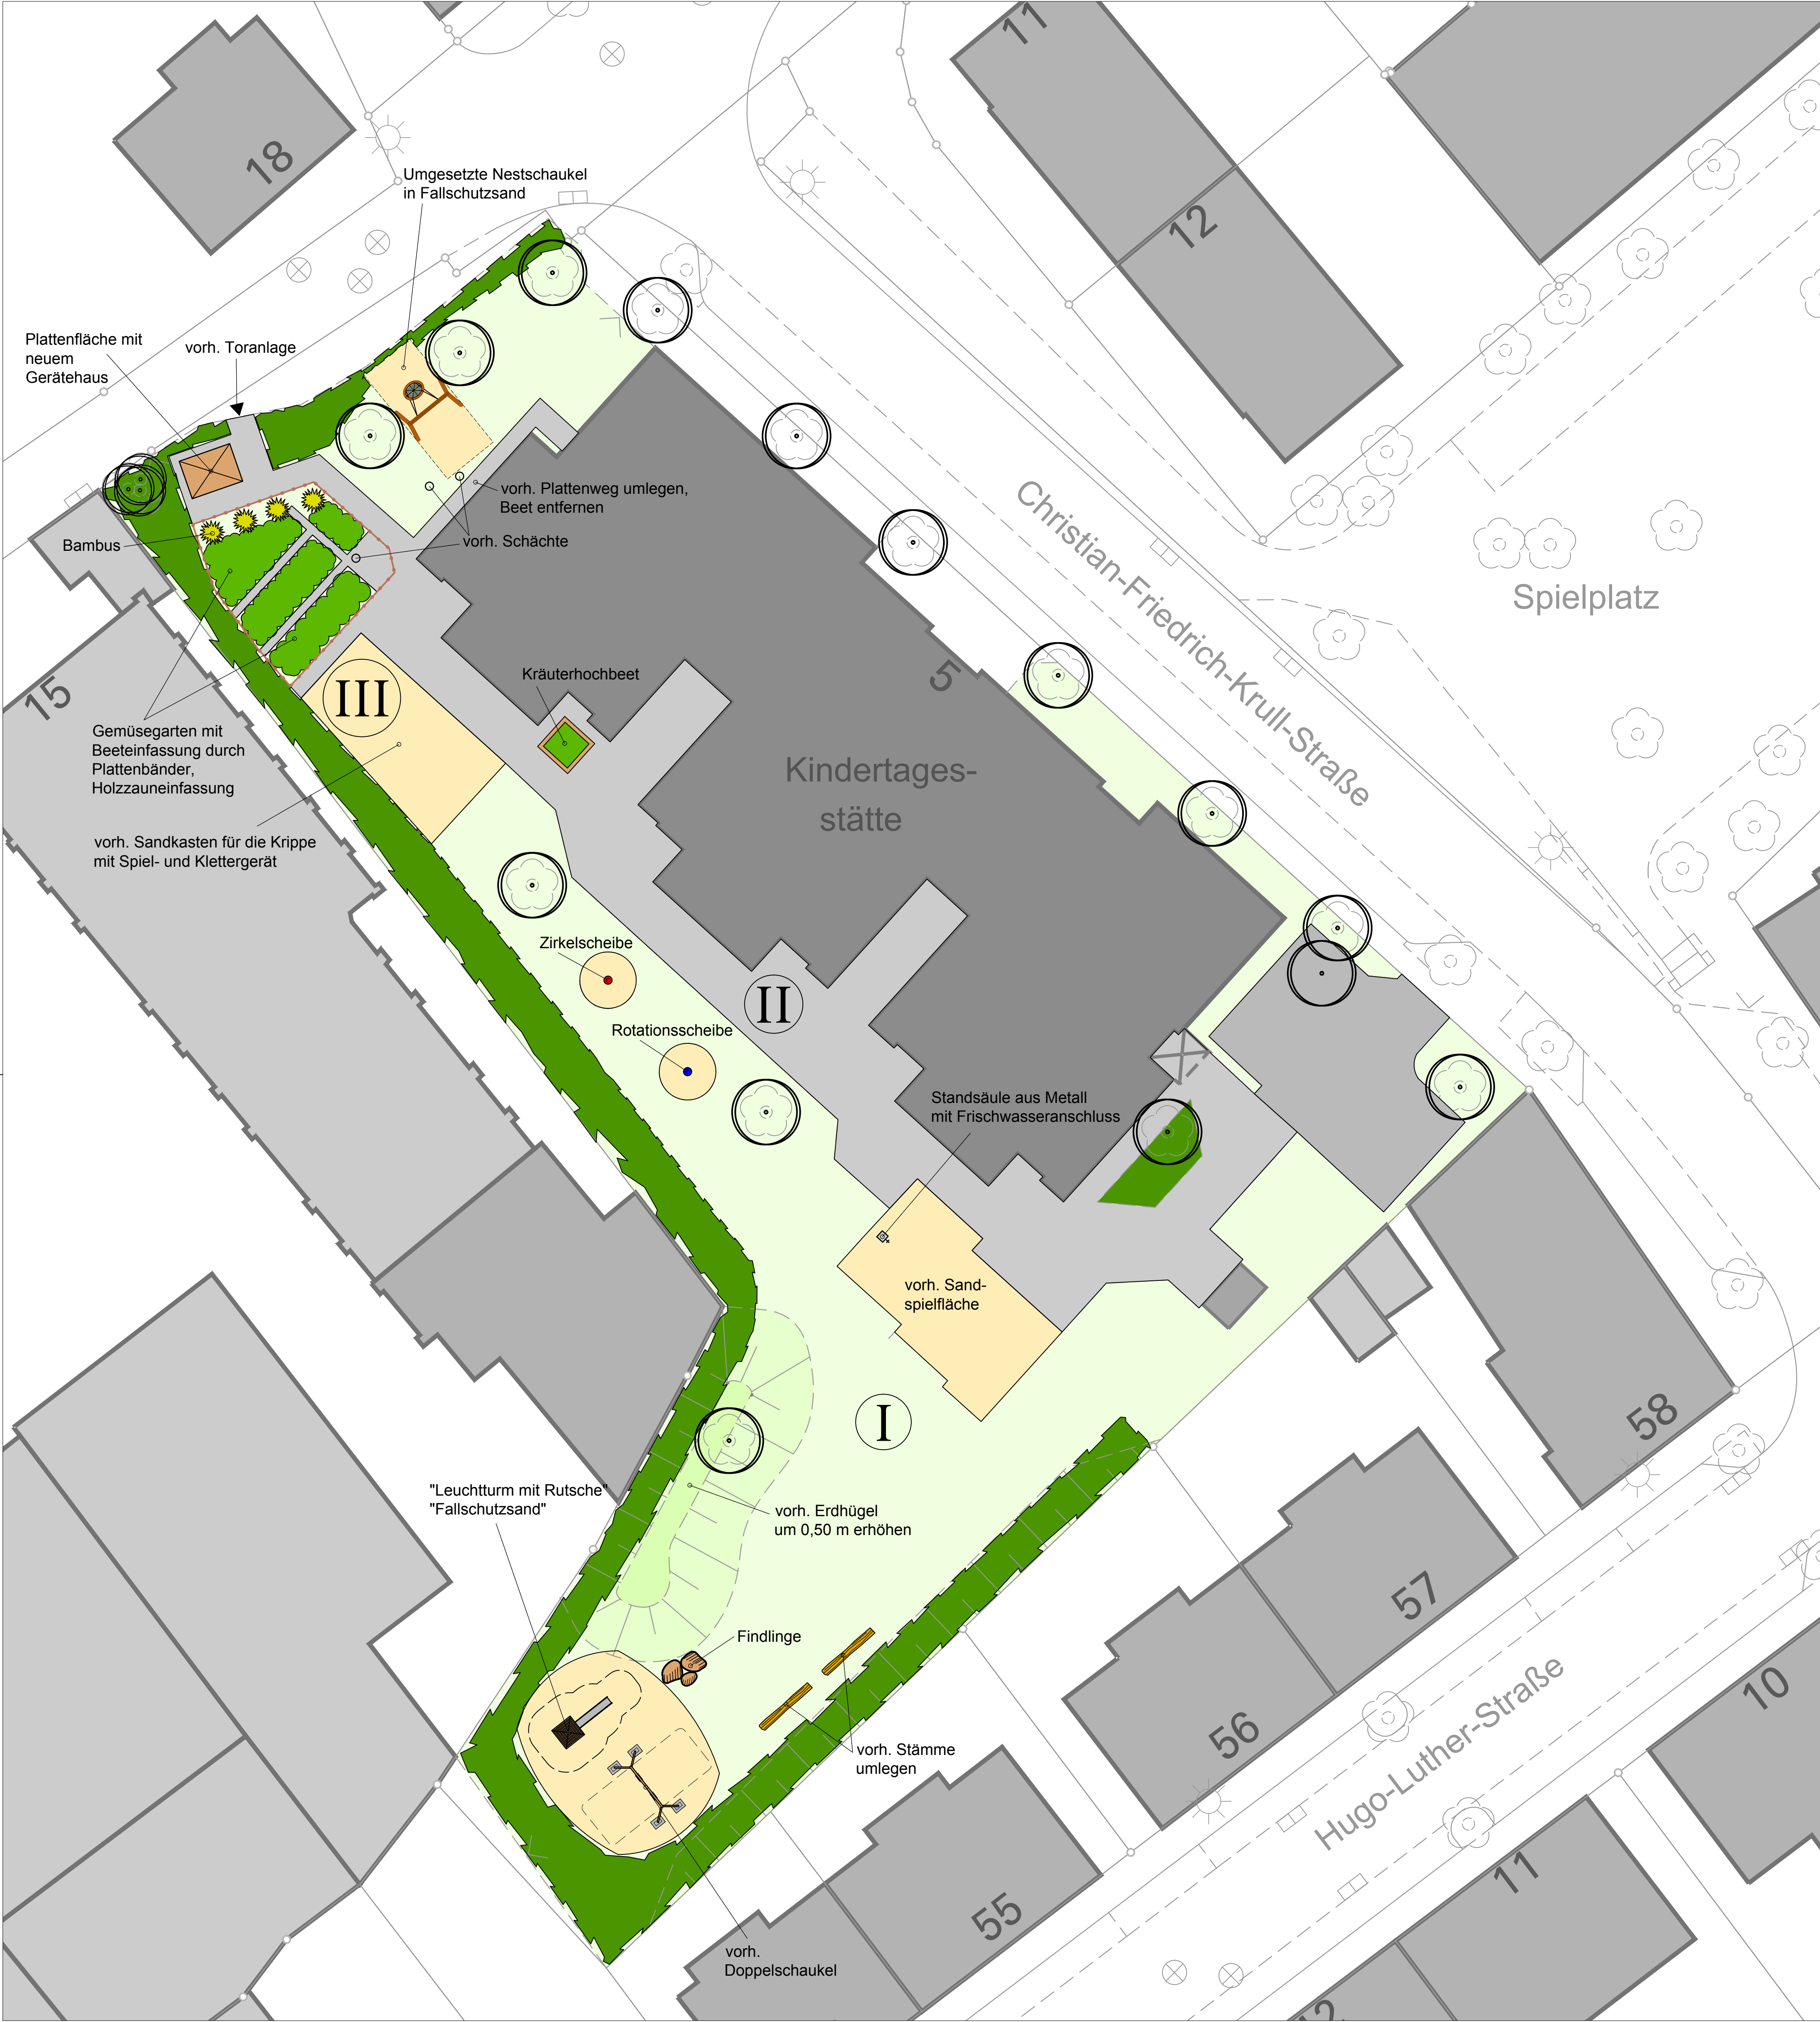 11
18
12
Umgesetzte Nestschaukel
in Fallschutzsand
Plattenfläche mit
neuem
Gerätehaus
vorh. Toranlage
vorh. Plattenweg umlegen,
Beet entfernen
vorh. Schächte
Bambus
Christian-Friedrich-Krull-Straße
Spielplatz
15
III
Kräuterhochbeet
5
Gemüsegarten mit
Beeteinfassung durch
Plattenbänder,
Holzzauneinfassung
Kindertages-
stätte
vorh. Sandkasten für die Krippe
mit Spiel- und Klettergerät
Zirkelscheibe
II
Rotationsscheibe
Standsäule aus Metall
mit Frischwasseranschluss
vorh. Sand-
spielfläche
I
58
"Leuchtturm mit Rutsche"
"Fallschutzsand"
vorh. Erdhügel
um 0,50 m erhöhen
57
Findlinge
56
10
Hugo-Luther-Straße
vorh. Stämme
umlegen
55
11
vorh.
Doppelschaukel
12